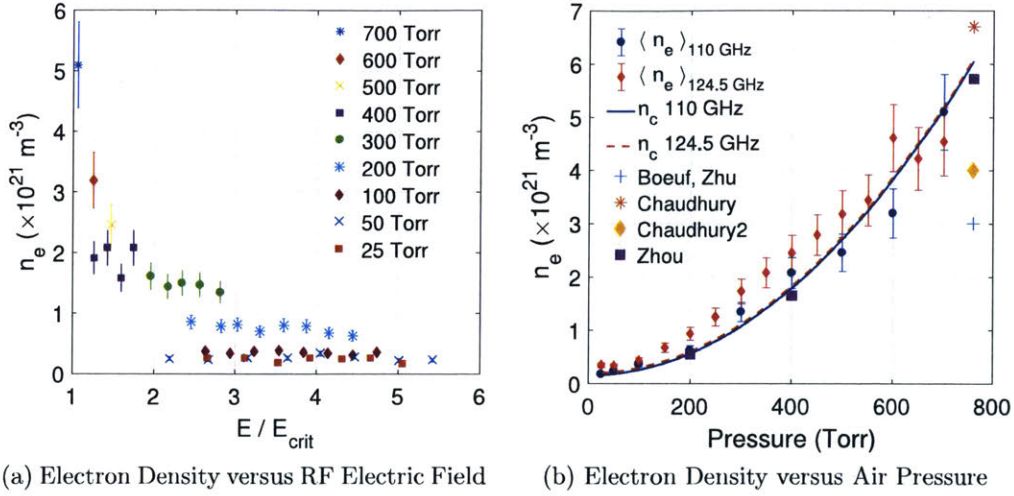 6
5
4
3
2
1
0
n_e (×10^21 m^-3)
700 Torr
600 Torr
500 Torr
400 Torr
300 Torr
200 Torr
100 Torr
50 Torr
25 Torr
1 2 3 4 5 6
E / E_crit
(a) Electron Density versus RF Electric Field
7
6
5
4
3
2
1
0
n_e (×10^21 m^-3)
⟨ n_e ⟩_110 GHz
⟨ n_e ⟩_124.5 GHz
n_c 110 GHz
n_c 124.5 GHz
Boeuf, Zhu
Chaudhury
Chaudhury2
Zhou
0 200 400 600 800
Pressure (Torr)
(b) Electron Density versus Air Pressure